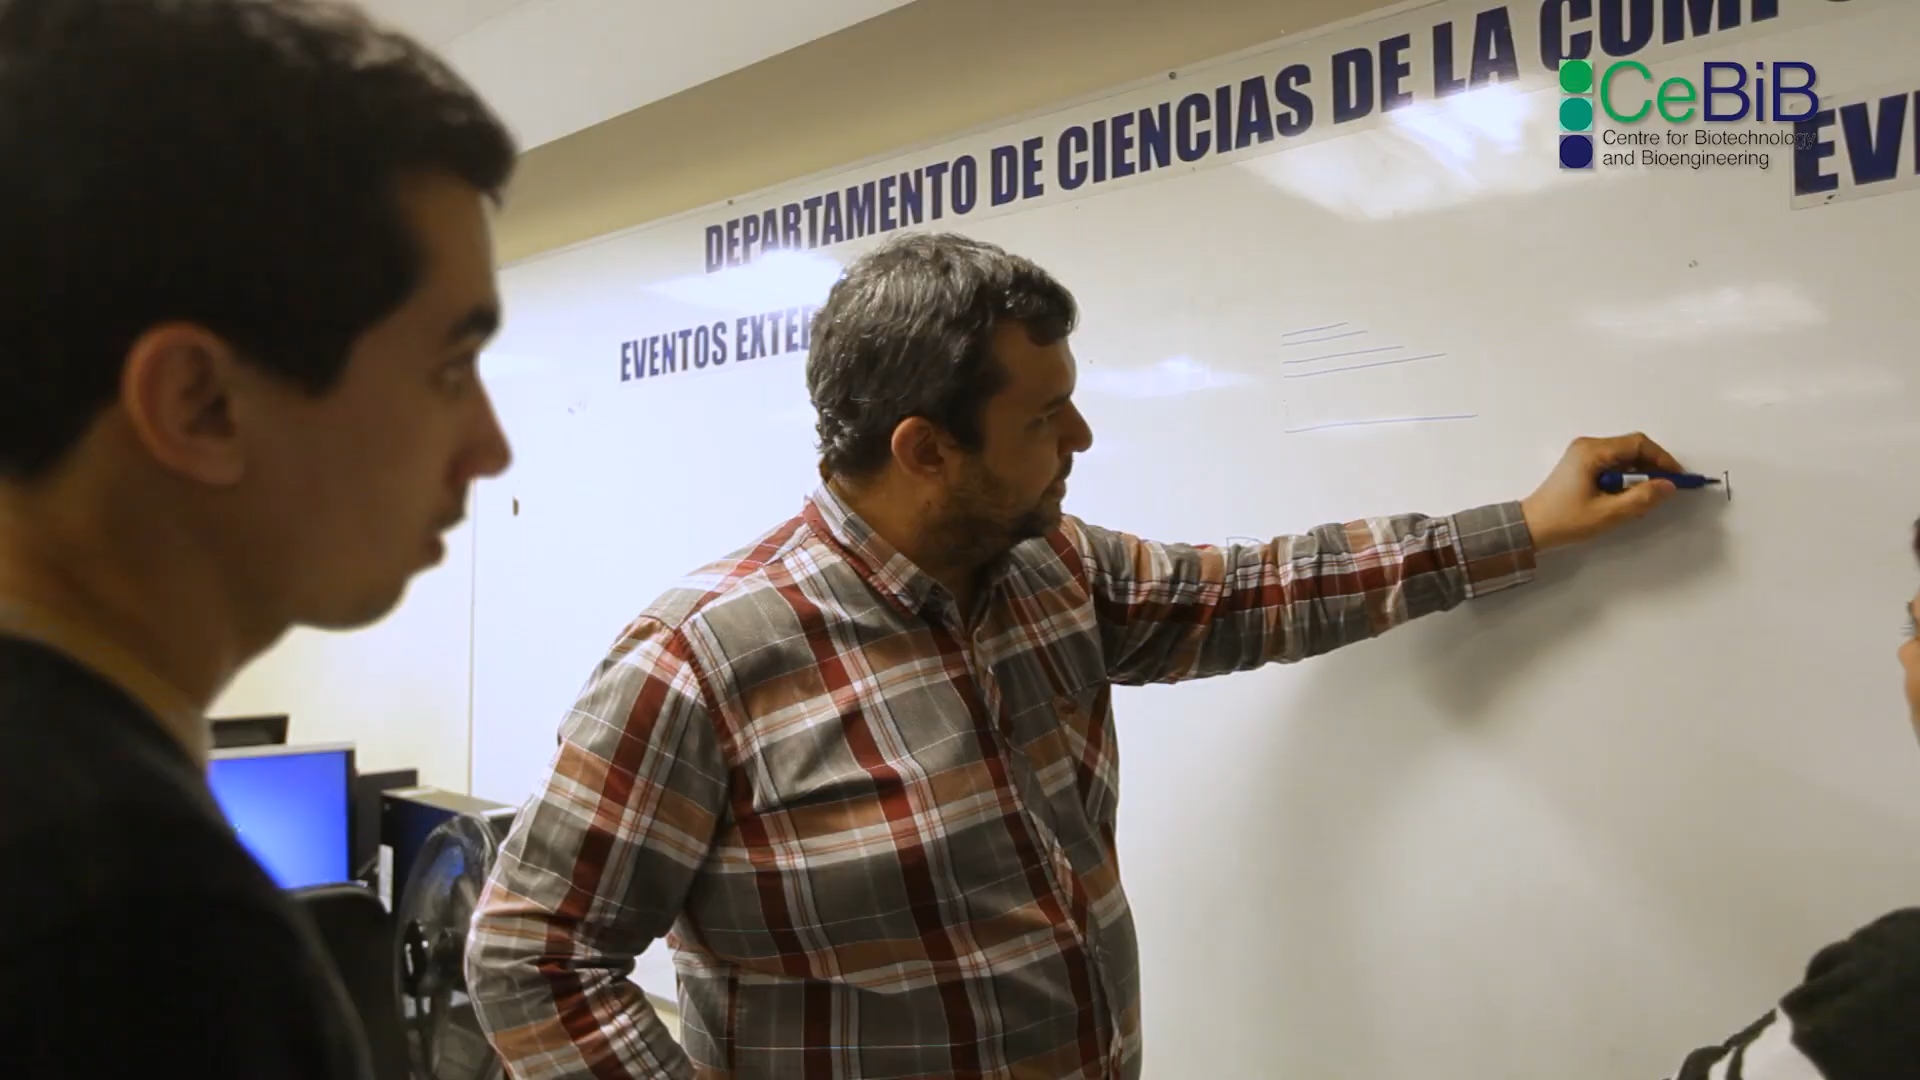 DEPARTAMENTO DE CIENCIAS DE LA
CeBiB
Centre for Biotechnology
and Bioengineering
EVENTOS